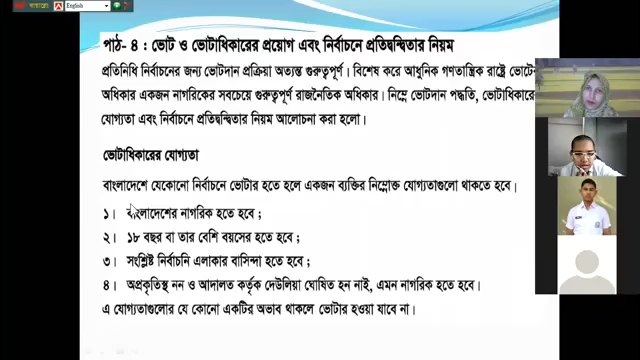 English
পাঠ- ৪ : ভোট ও ভোটাধিকারের প্রয়োগ এবং নির্বাচনে প্রতিদ্বন্দ্বিতার নিয়ম
প্রতিনিধি নির্বাচনের জন্য ভোটদান প্রক্রিয়া অত্যন্ত গুরুত্বপূর্ণ। বিশেষ করে আধুনিক গণতান্ত্রিক রাষ্ট্রে ভোটের
অধিকার একজন নাগরিকের সবচেয়ে গুরুত্বপূর্ণ রাজনৈতিক অধিকার। নিম্নে ভোটদান পদ্ধতি, ভোটাধিকারের
যোগ্যতা এবং নির্বাচনে প্রতিদ্বন্দ্বিতার নিয়ম আলোচনা করা হলো।
ভোটাধিকারের যোগ্যতা
বাংলাদেশে যেকোনো নির্বাচনে ভোটার হতে হলে একজন ব্যক্তির নিম্নোক্ত যোগ্যতাগুলো থাকতে হবে।
১। বাংলাদেশের নাগরিক হতে হবে ;
২। ১৮ বছর বা তার বেশি বয়সের হতে হবে ;
৩। সংশ্লিষ্ট নির্বাচনি এলাকার বাসিন্দা হতে হবে ;
৪। অপ্রকৃতিস্থ নন ও আদালত কর্তৃক দেউলিয়া ঘোষিত হন নাই, এমন নাগরিক হতে হবে।
এ যোগ্যতাগুলোর যে কোনো একটির অভাব থাকলে ভোটার হওয়া যাবে না।